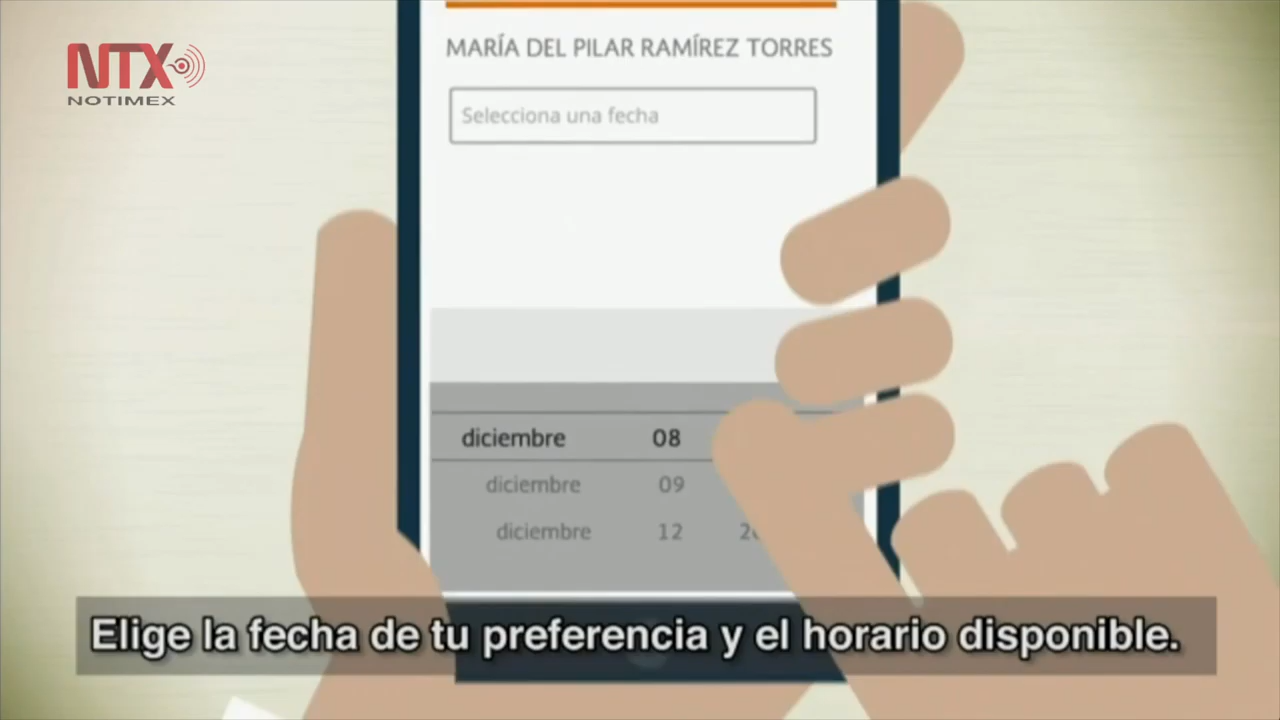 NTX
NOTIMEX
MARÍA DEL PILAR RAMÍREZ TORRES
Selecciona una fecha
diciembre 08
diciembre 09
diciembre 12
Elige la fecha de tu preferencia y el horario disponible.